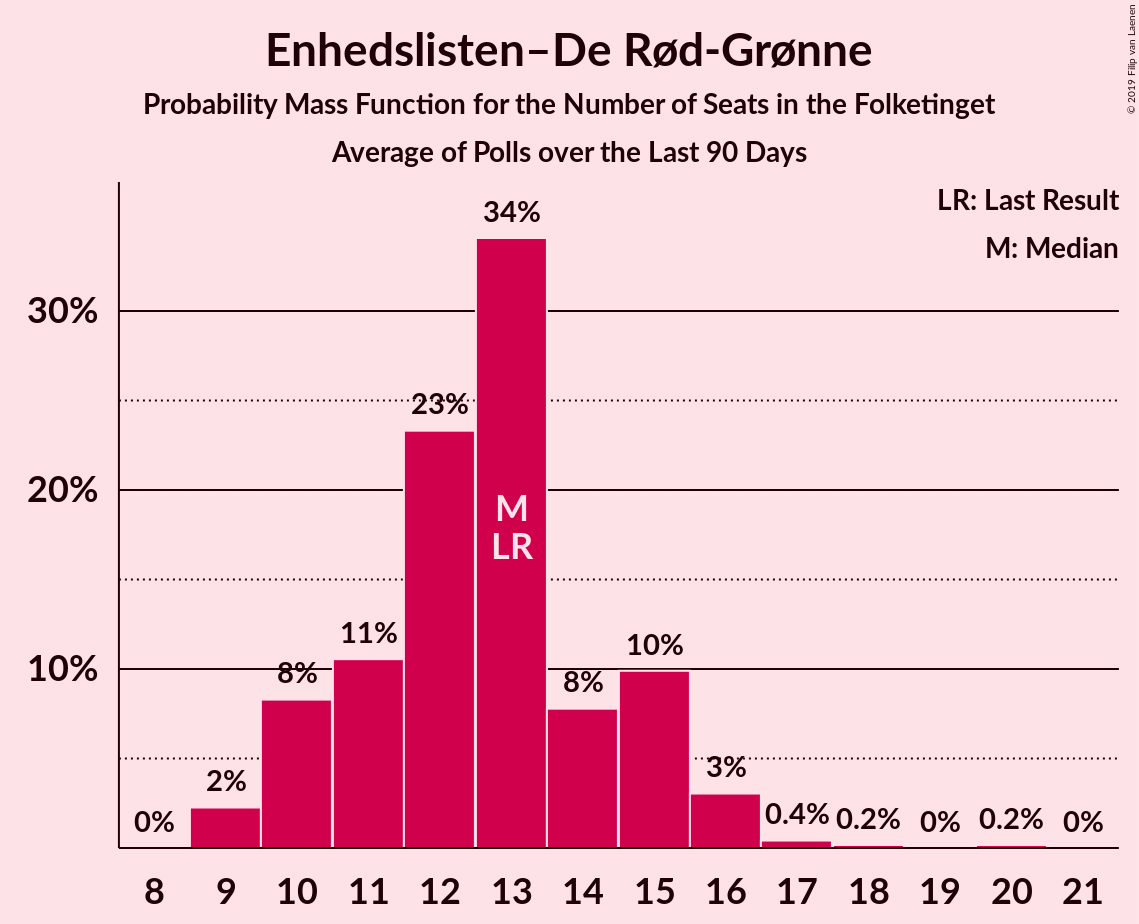 Enhedslisten–De Rød-Grønne
Probability Mass Function for the Number of Seats in the Folketinget
Average of Polls over the Last 90 Days
© 2019 Filip van Laenen
LR: Last Result
M: Median
34%
30%
23%
20%
M
LR
11%
10%
10%
8%
8%
3%
2%
0%
0.4%
0.2%
0%
0.2%
0%
8 9 10 11 12 13 14 15 16 17 18 19 20 21